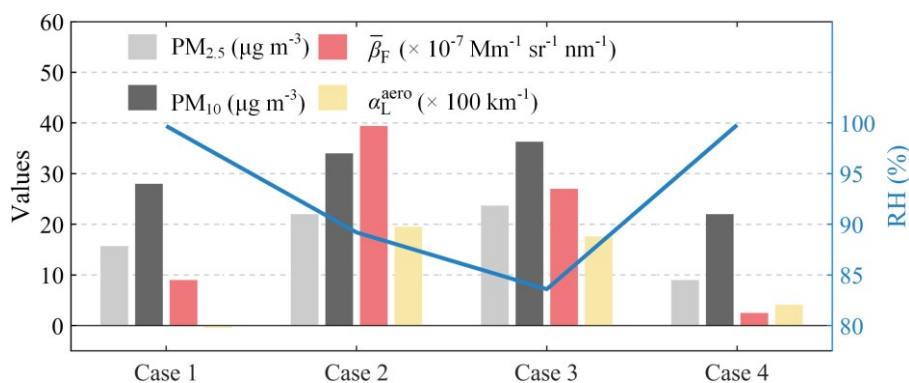 60
50
40
30
20
10
0
Values
PM₂.₅ (μg m⁻³)
β̅F (× 10⁻⁷ Mm⁻¹ sr⁻¹ nm⁻¹)
PM₁₀ (μg m⁻³)
α_L^aero (× 100 km⁻¹)
100
95
90
85
80
RH (%)
Case 1
Case 2
Case 3
Case 4